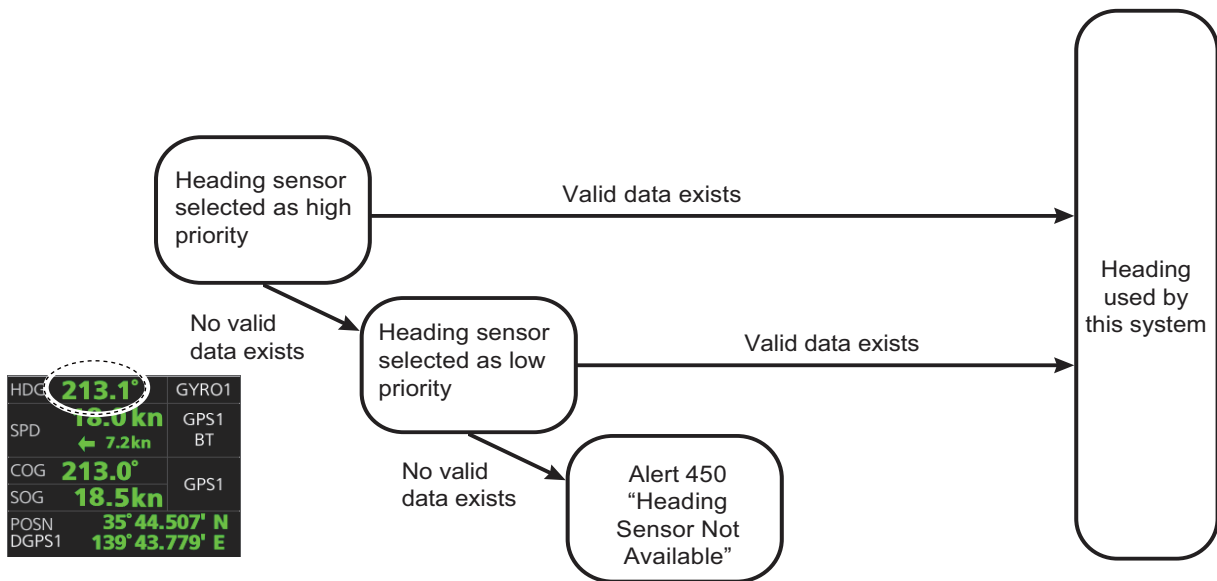 Heading sensor
selected as high
priority
Valid data exists
No valid
data exists
Heading sensor
selected as low
priority
Valid data exists
Heading
used by
this system
No valid
data exists
Alert 450
“Heading
Sensor Not
Available”
HDG 213.1° GYRO1
SPD 18.0 kn GPS1
← 7.2kn BT
COG 213.0° GPS1
SOG 18.5kn
POSN 35°44.507' N
DGPS1 139°43.779' E